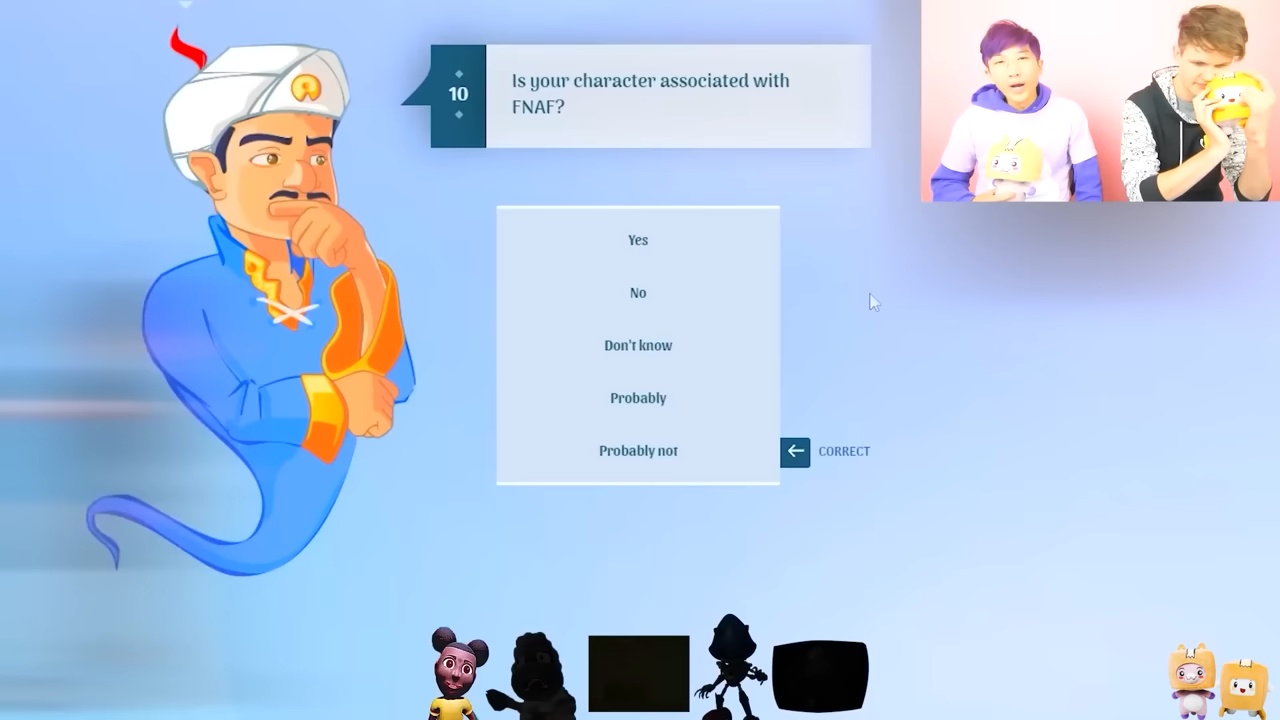 10
Is your character associated with
FNAF?
Yes
No
Don't know
Probably
Probably not
CORRECT